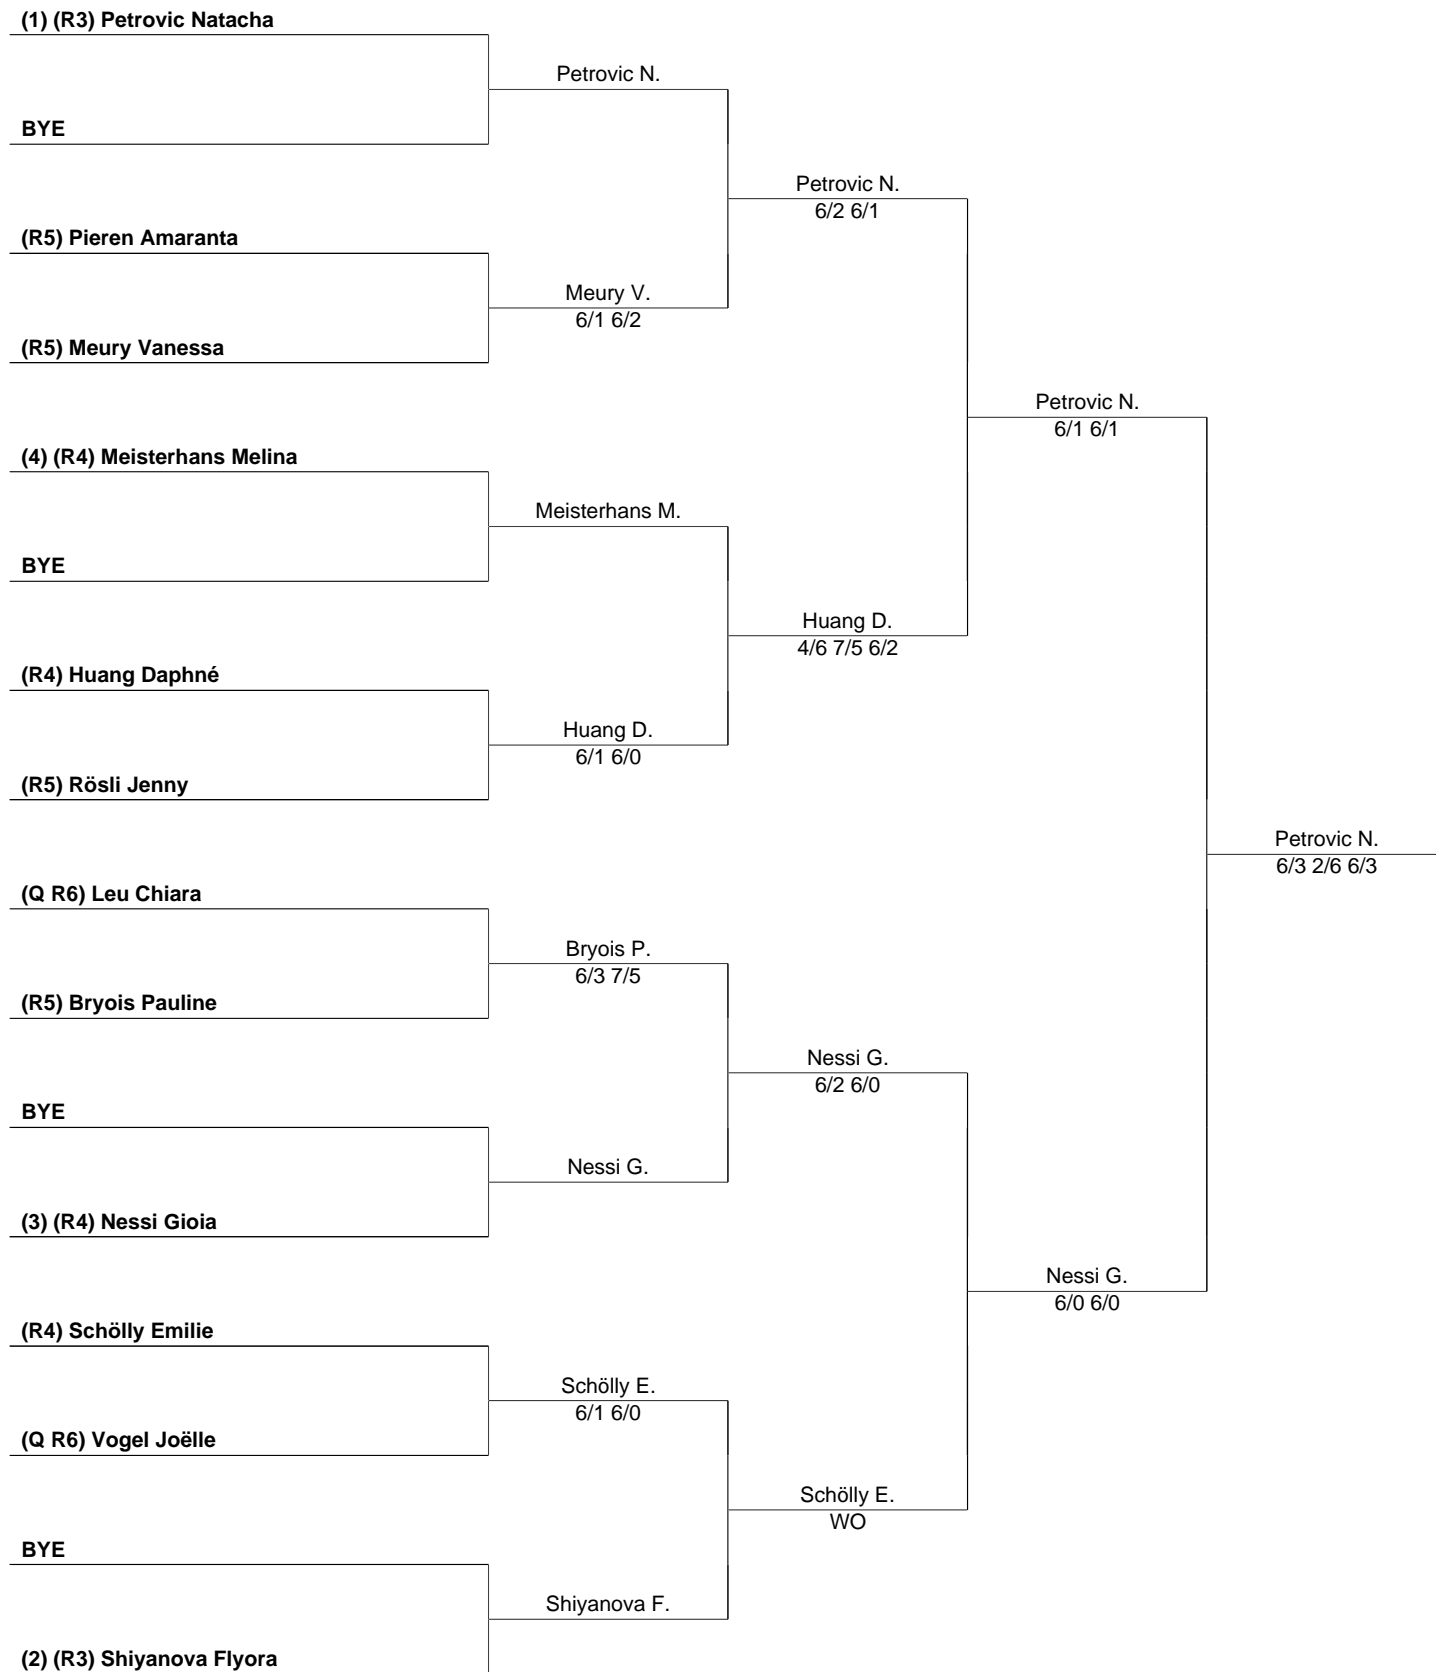 (1) (R3) Petrovic Natacha
Petrovic N.
BYE
Petrovic N.
6/2 6/1
(R5) Pieren Amaranta
Meury V.
6/1 6/2
(R5) Meury Vanessa
Petrovic N.
6/1 6/1
(4) (R4) Meisterhans Melina
Meisterhans M.
BYE
Huang D.
4/6 7/5 6/2
(R4) Huang Daphné
Huang D.
6/1 6/0
(R5) Rösli Jenny
Petrovic N.
6/3 2/6 6/3
(Q R6) Leu Chiara
Bryois P.
6/3 7/5
(R5) Bryois Pauline
Nessi G.
6/2 6/0
BYE
Nessi G.
(3) (R4) Nessi Gioia
Nessi G.
6/0 6/0
(R4) Schölly Emilie
Schölly E.
6/1 6/0
(Q R6) Vogel Joëlle
Schölly E.
WO
BYE
Shiyanova F.
(2) (R3) Shiyanova Flyora